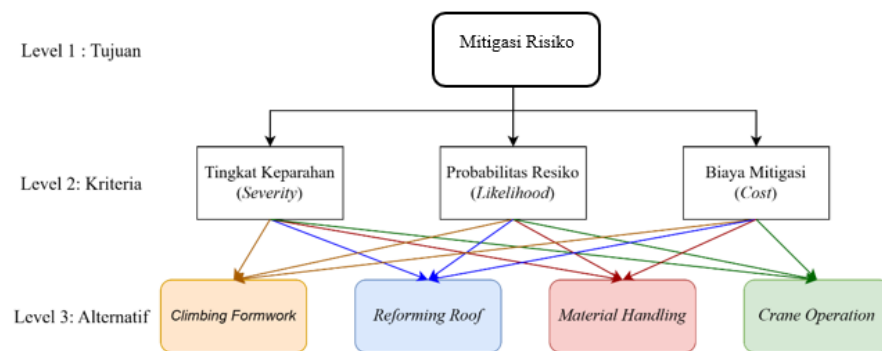 Level 1 : Tujuan
Mitigasi Risiko
Level 2: Kriteria
Tingkat Keparahan
(Severity)
Probabilitas Resiko
(Likelihood)
Biaya Mitigasi
(Cost)
Level 3: Alternatif
Climbing Formwork
Reforming Roof
Material Handling
Crane Operation